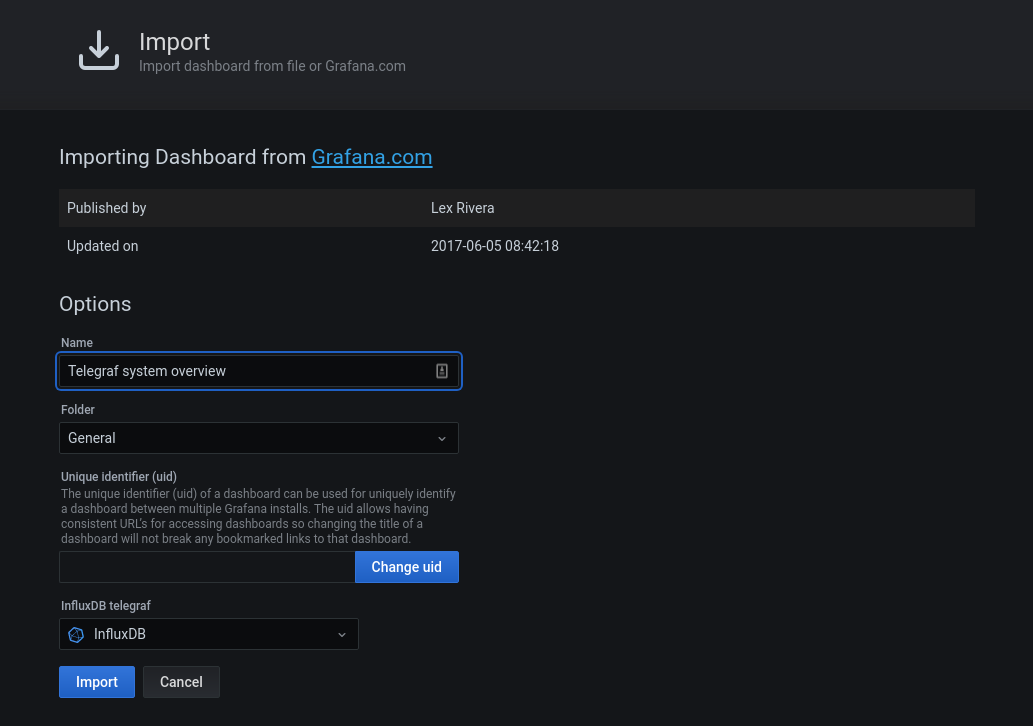 Import
Import dashboard from file or Grafana.com
Importing Dashboard from Grafana.com
Published by Lex Rivera
Updated on 2017-06-05 08:42:18
Options
Name
Telegraf system overview
Folder
General
Unique identifier (uid)
The unique identifier (uid) of a dashboard can be used for uniquely identify
a dashboard between multiple Grafana installs. The uid allows having
consistent URL's for accessing dashboards so changing the title of a
dashboard will not break any bookmarked links to that dashboard.
Change uid
InfluxDB telegraf
InfluxDB
Import Cancel